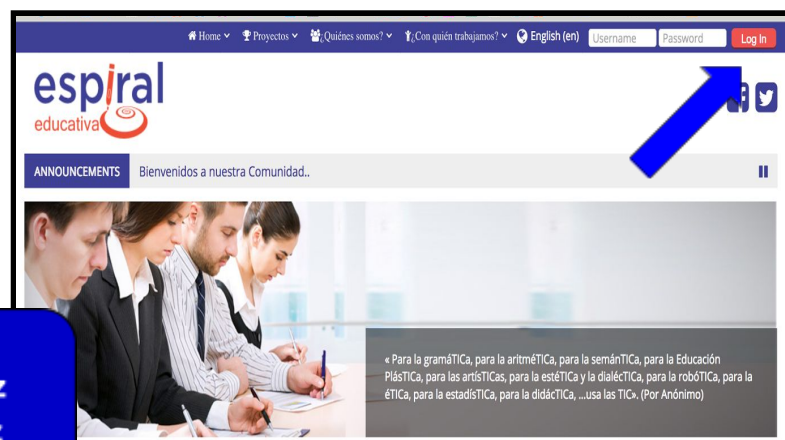 Home Proyectos ¿Quiénes somos? ¿Con quién trabajamos? English (en) Username Password Log In
espiral
educativa
ANNOUNCEMENTS Bienvenidos a nuestra Comunidad..
« Para la gramáTICa, para la aritméTICa, para la semánTICa, para la Educación
PlásTICa, para las artísTICas, para la estéTICa y la dialécTICa, para la robóTICa, para la
éTICa, para la estadísTICa, para la didácTICa, ...usa las TIC». (Por Anónimo)